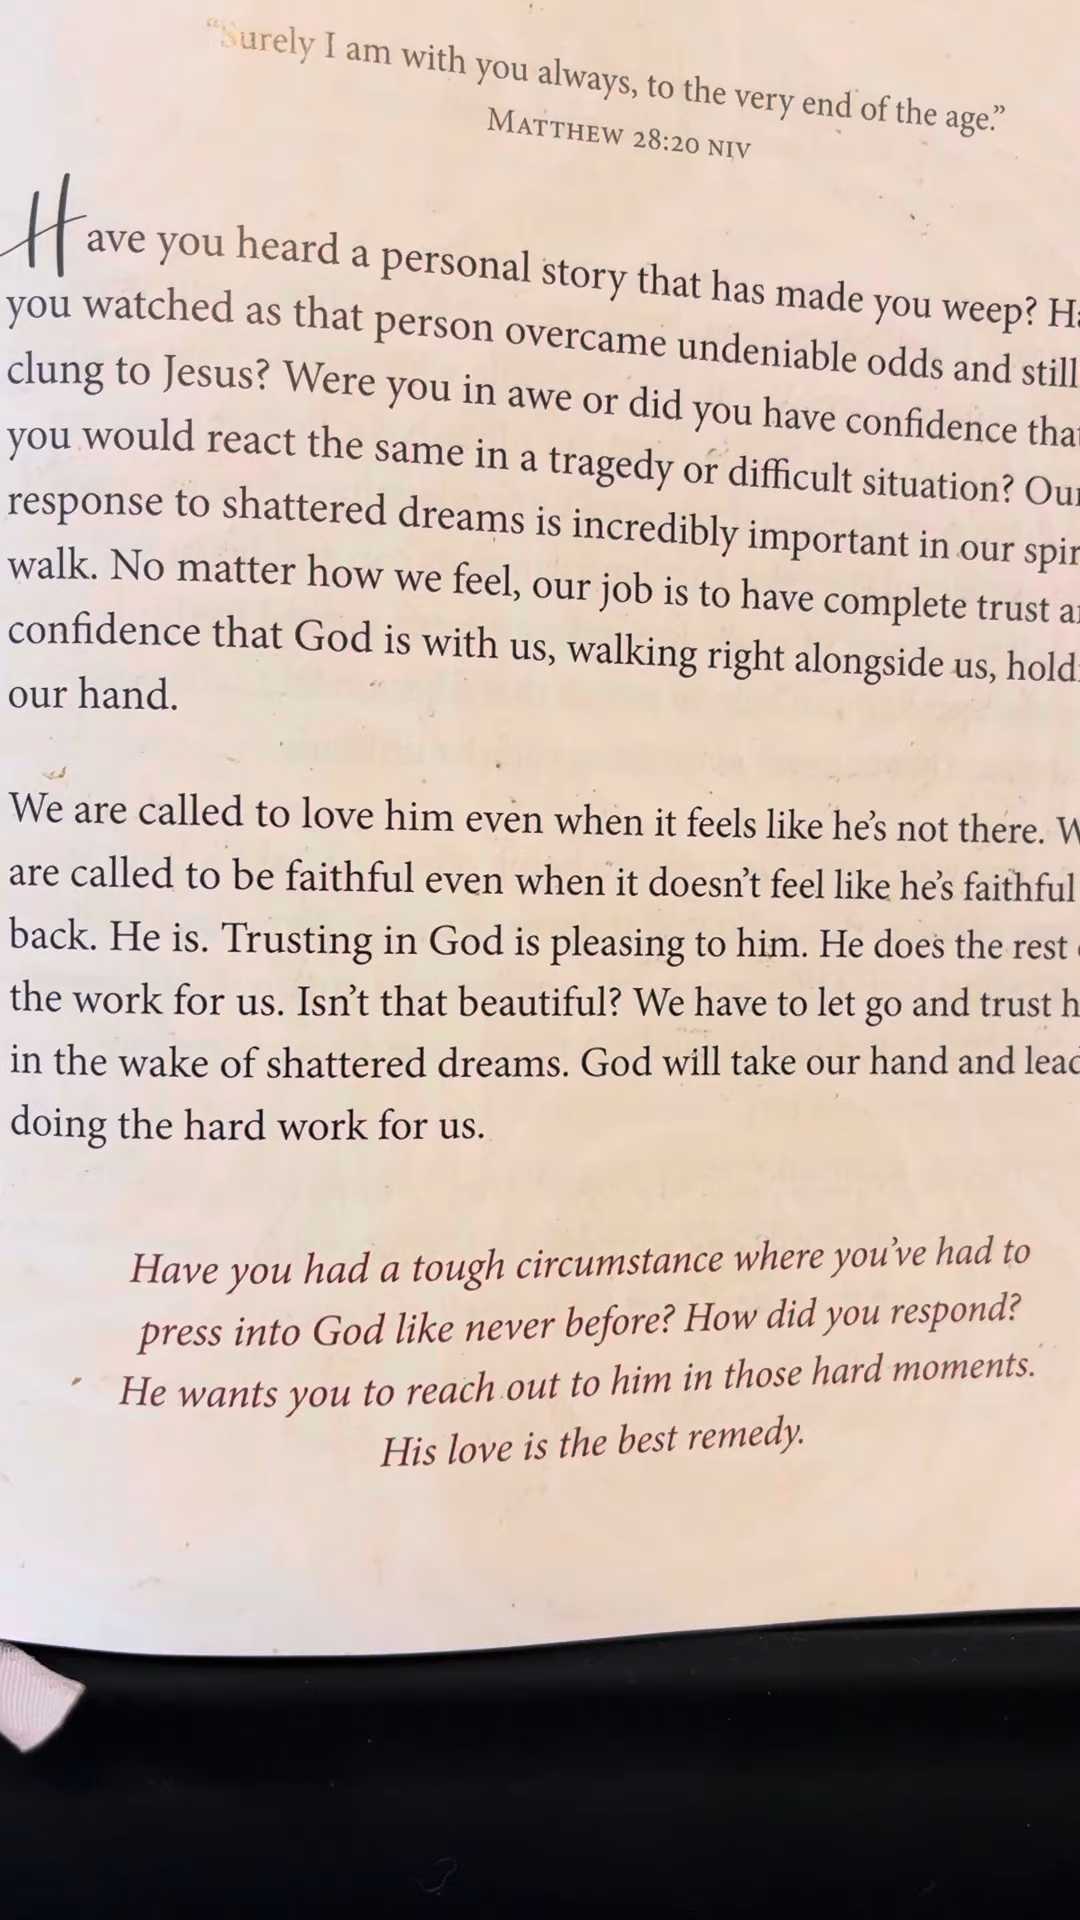 “Surely I am with you always, to the very end of the age.”
MATTHEW 28:20 NIV
Have you heard a personal story that has made you weep?
you watched as that person overcame undeniable odds and still
clung to Jesus? Were you in awe or did you have confidence
you would react the same in a tragedy or difficult situation?
response to shattered dreams is incredibly important in our
walk. No matter how we feel, our job is to have complete trust
confidence that God is with us, walking right alongside us,
our hand.
We are called to love him even when it feels like he’s not there.
are called to be faithful even when it doesn’t feel like he’s faithful
back. He is. Trusting in God is pleasing to him. He does the rest
the work for us. Isn’t that beautiful? We have to let go and trust
in the wake of shattered dreams. God will take our hand and
doing the hard work for us.
Have you had a tough circumstance where you’ve had to
press into God like never before? How did you respond?
He wants you to reach out to him in those hard moments.
His love is the best remedy.